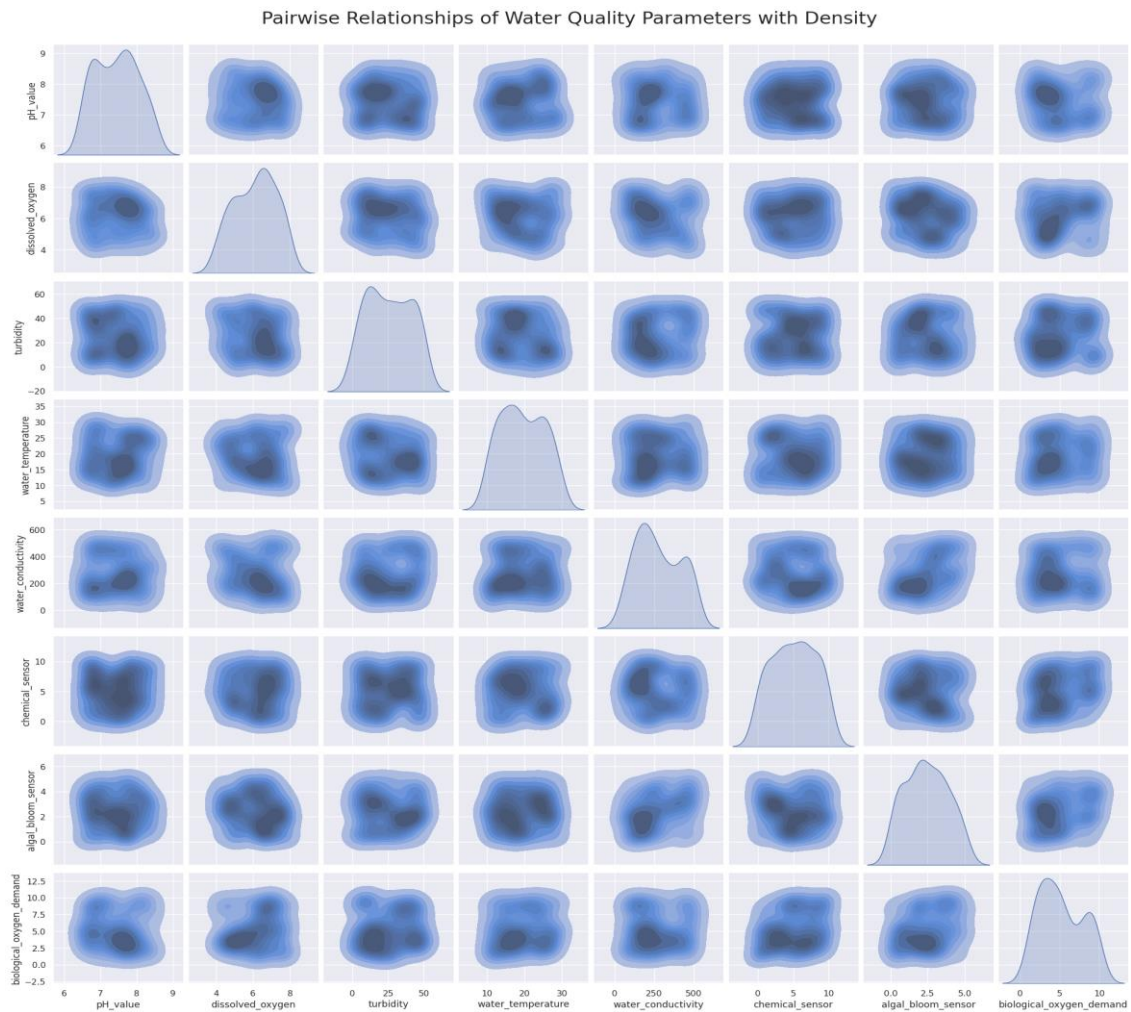 Pairwise Relationships of Water Quality Parameters with Density
9
8
7
6
pH_value
8
6
4
dissolved_oxygen
60
40
20
0
−20
turbidity
35
30
25
20
15
10
5
water_temperature
600
400
200
0
water_conductivity
10
5
0
chemical_sensor
6
4
2
0
algal_bloom_sensor
12.5
10.0
7.5
5.0
2.5
0.0
−2.5
biological_oxygen_demand
6 7 8 9
pH_value
4 6 8
dissolved_oxygen
0 25 50
turbidity
10 20 30
water_temperature
0 250 500
water_conductivity
0 5 10
chemical_sensor
0.0 2.5 5.0
algal_bloom_sensor
0 5 10
biological_oxygen_demand